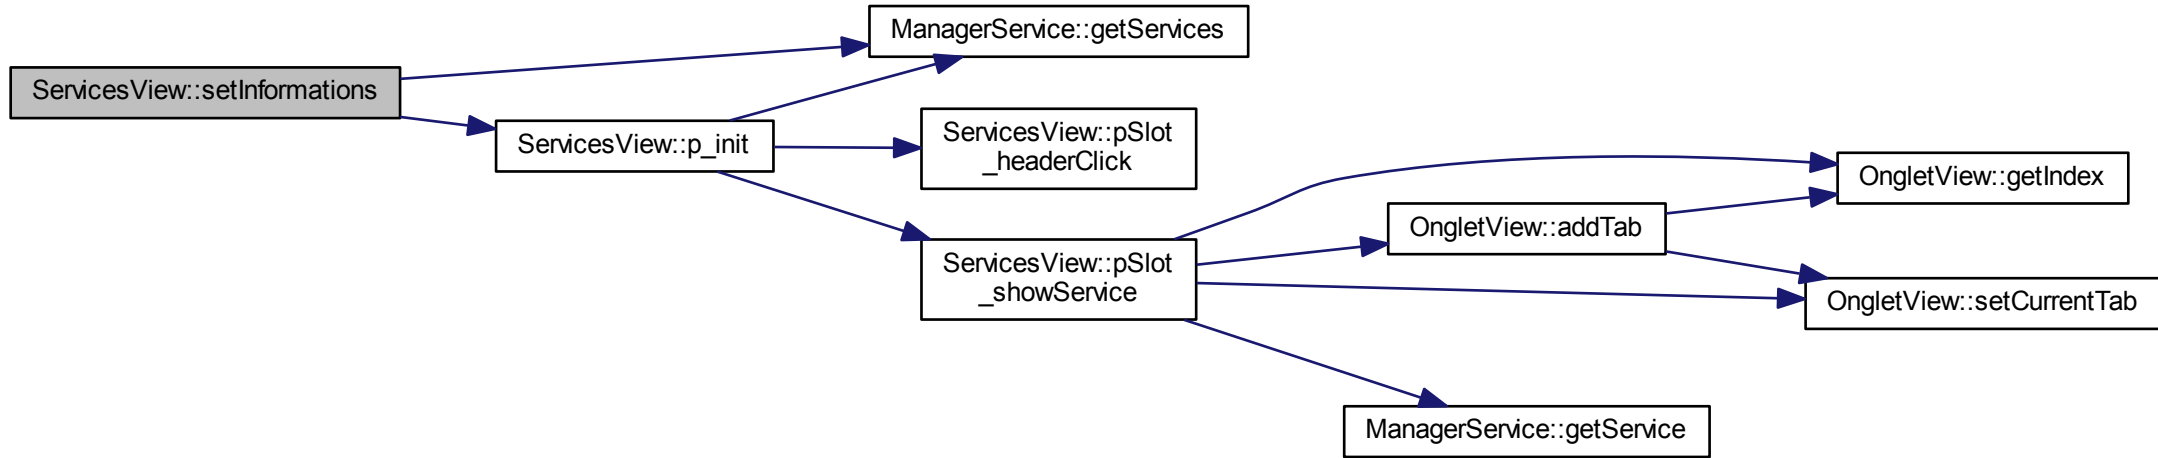 ManagerService::getServices
ServicesView::setInformations
ServicesView::p_init
ServicesView::pSlot
_headerClick
OngletView::getIndex
OngletView::addTab
ServicesView::pSlot
_showService
OngletView::setCurrentTab
ManagerService::getService